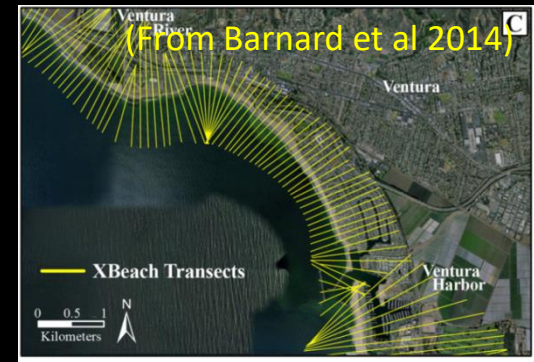 Ventura
River
(From Barnard et al 2014)
C
Ventura
XBeach Transects
Ventura
Harbor
N
0 0.5 1
Kilometers